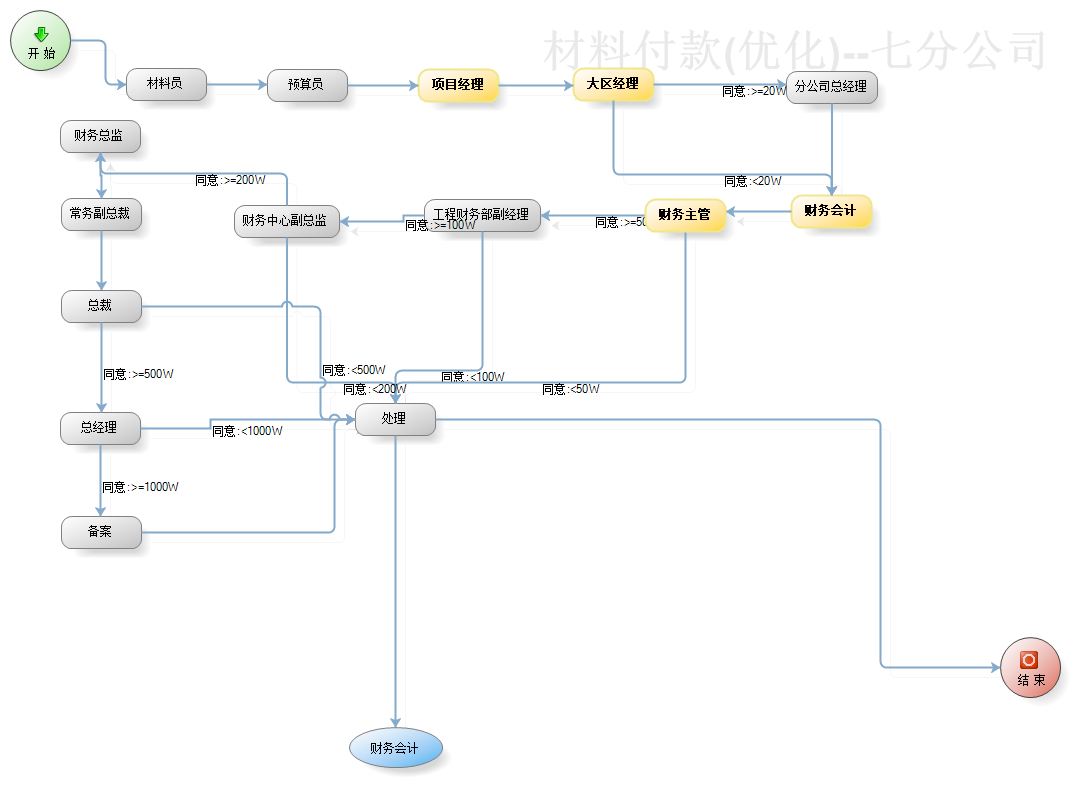 材料付款(优化)--七分公司
开 始
材料员
预算员
项目经理
大区经理
同意:>=20W
分公司总经理
财务总监
同意:>=200W
同意:<20W
常务副总裁
财务中心副总监
工程财务部副经理
同意:>=100W
同意:>=50
财务主管
财务会计
总裁
同意:>=500W
同意:<500W
同意:<100W
同意:<200W
同意:<50W
总经理
同意:<1000W
处理
同意:>=1000W
备案
结 束
财务会计